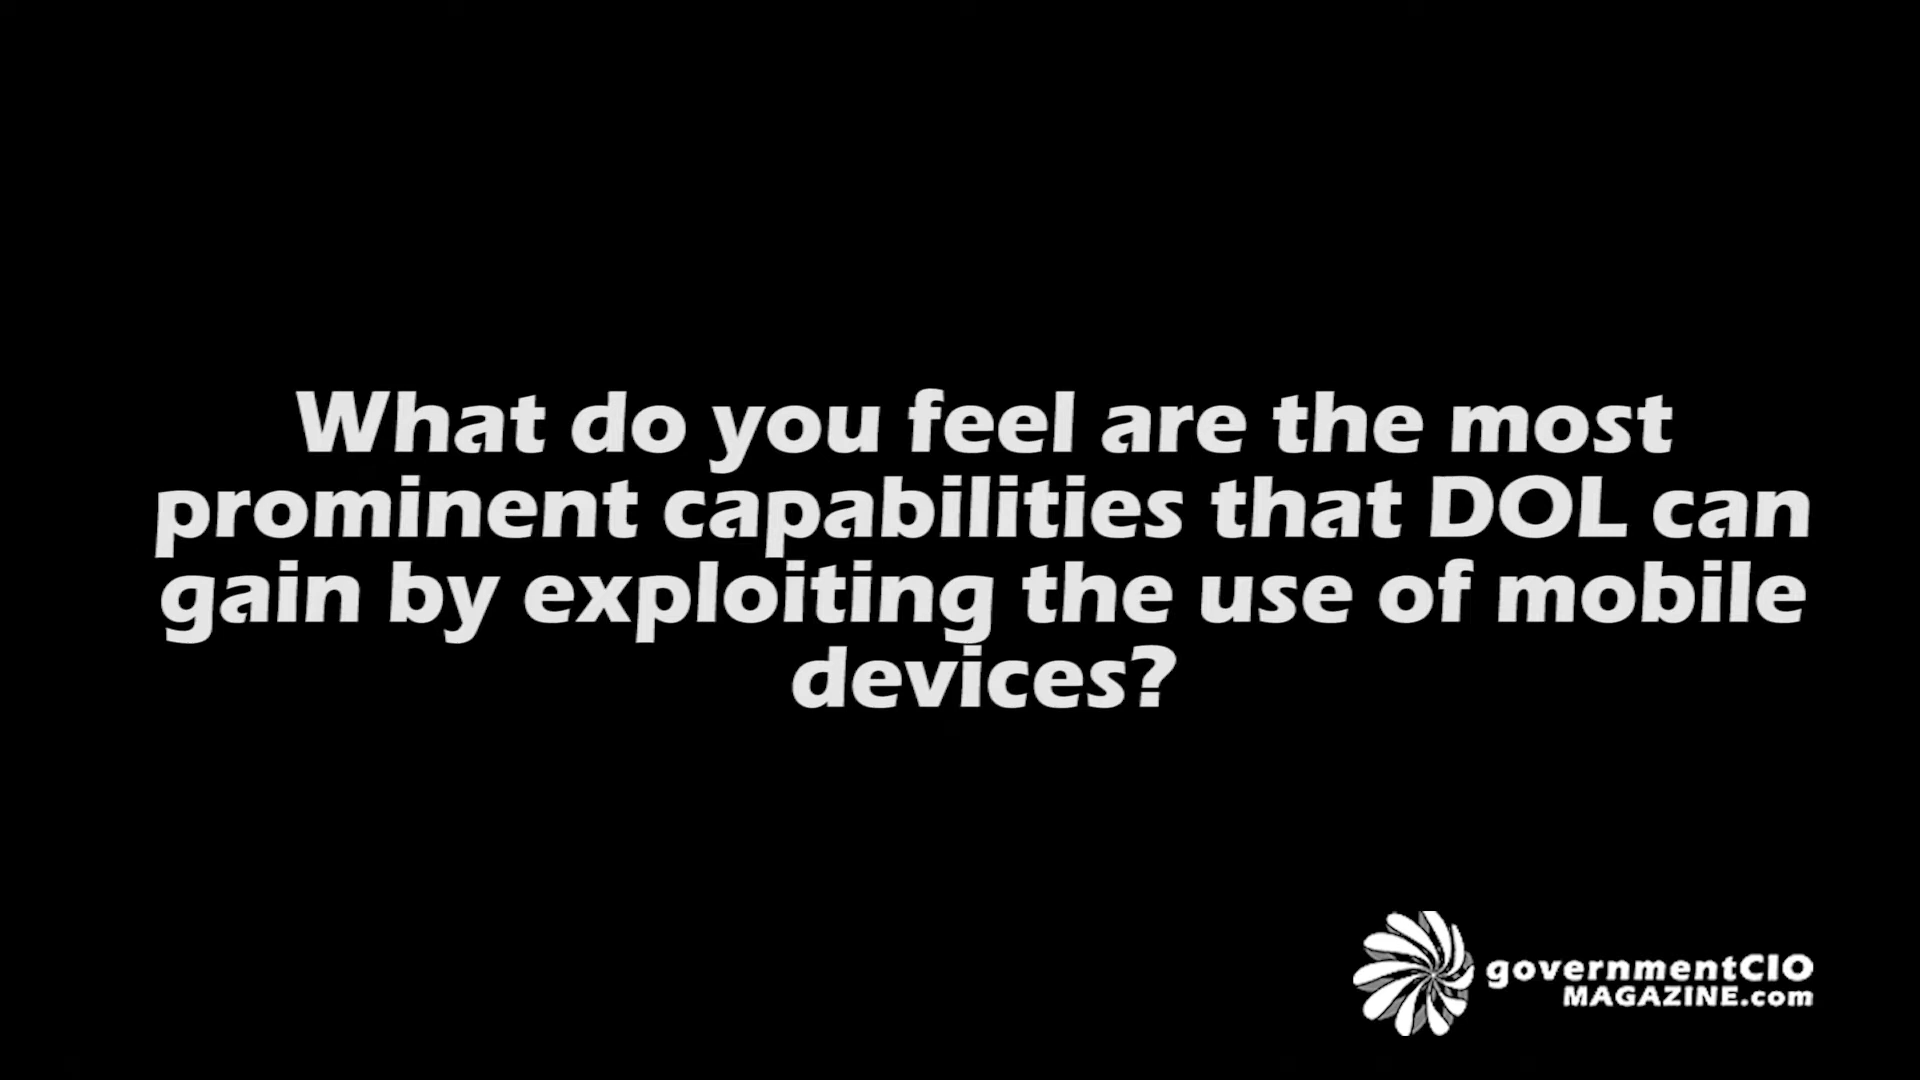 What do you feel are the most
prominent capabilities that DOL can
gain by exploiting the use of mobile
devices?
governmentCIO
MAGAZINE.com